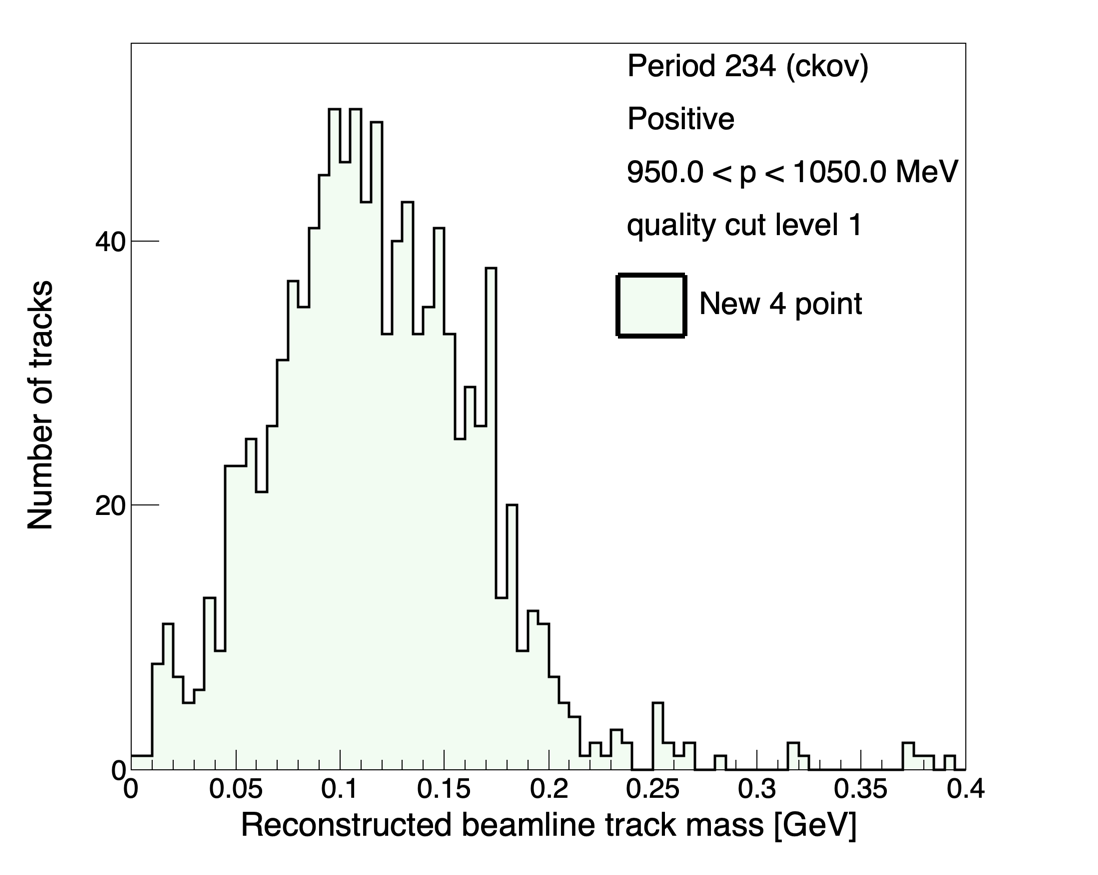 Period 234 (ckov)
Positive
950.0 < p < 1050.0 MeV
quality cut level 1
New 4 point
Number of tracks
40
20
0
0 0.05 0.1 0.15 0.2 0.25 0.3 0.35 0.4
Reconstructed beamline track mass [GeV]